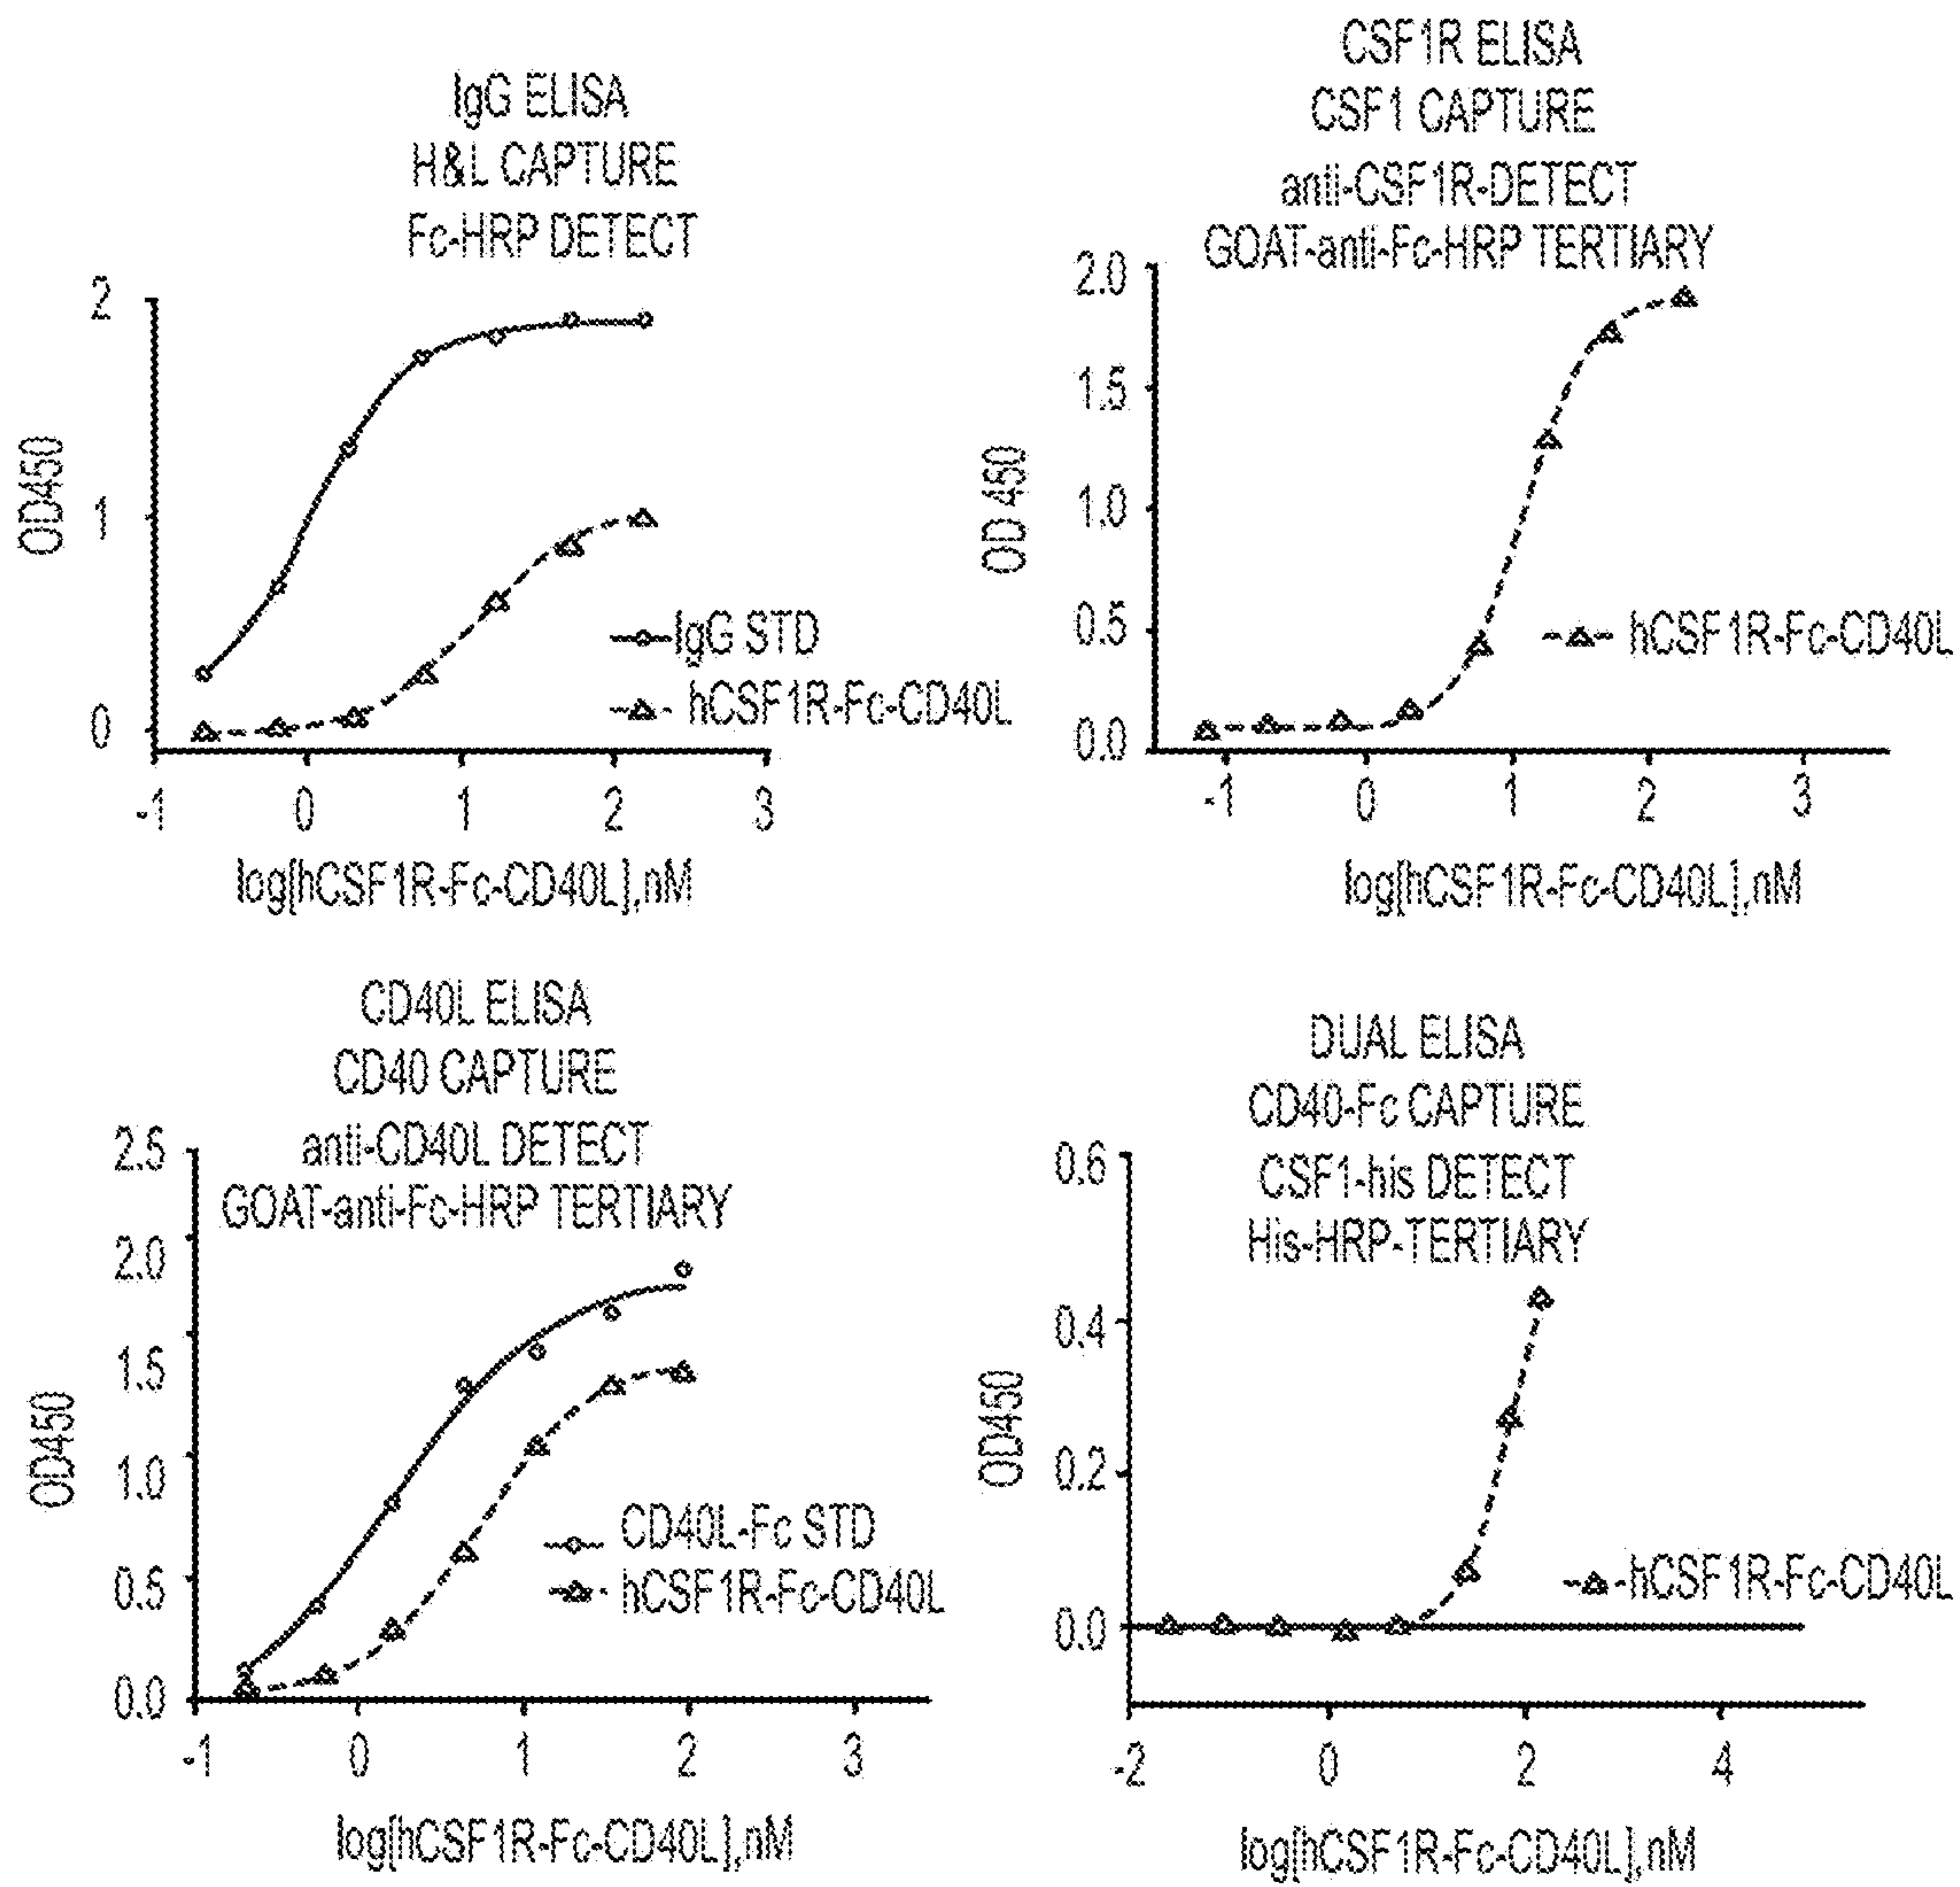 IgG ELISA
H&L CAPTURE
Fc-HRP DETECT
2
1
0
OD450
IgG STD
hCSF1R-Fc-CD40L
-1 0 1 2 3
log[hCSF1R-Fc-CD40L],nM
CSF1R ELISA
CSF1 CAPTURE
anti-CSF1R-DETECT
GOAT-anti-Fc-HRP TERTIARY
2.0
1.5
1.0
0.5
0.0
OD 450
hCSF1R-Fc-CD40L
-1 0 1 2 3
log[hCSF1R-Fc-CD40L],nM
CD40L ELISA
CD40 CAPTURE
anti-CD40L DETECT
GOAT-anti-Fc-HRP TERTIARY
2.5
2.0
1.5
1.0
0.5
0.0
OD450
CD40L-Fc STD
hCSF1R-Fc-CD40L
-1 0 1 2 3
log[hCSF1R-Fc-CD40L],nM
DUAL ELISA
CD40-Fc CAPTURE
CSF1-his DETECT
His-HRP-TERTIARY
0.6
0.4
0.2
0.0
OD450
hCSF1R-Fc-CD40L
-2 0 2 4
log[hCSF1R-Fc-CD40L],nM